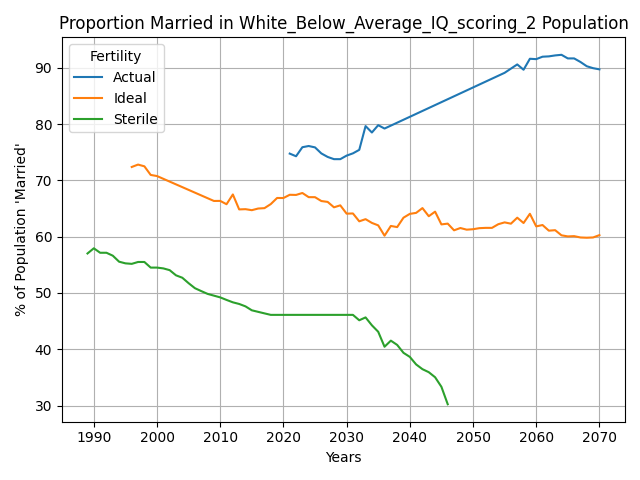 Proportion Married in White_Below_Average_IQ_scoring_2 Population
Fertility
Actual
Ideal
Sterile
% of Population 'Married'
90
80
70
60
50
40
30
1990 2000 2010 2020 2030 2040 2050 2060 2070
Years